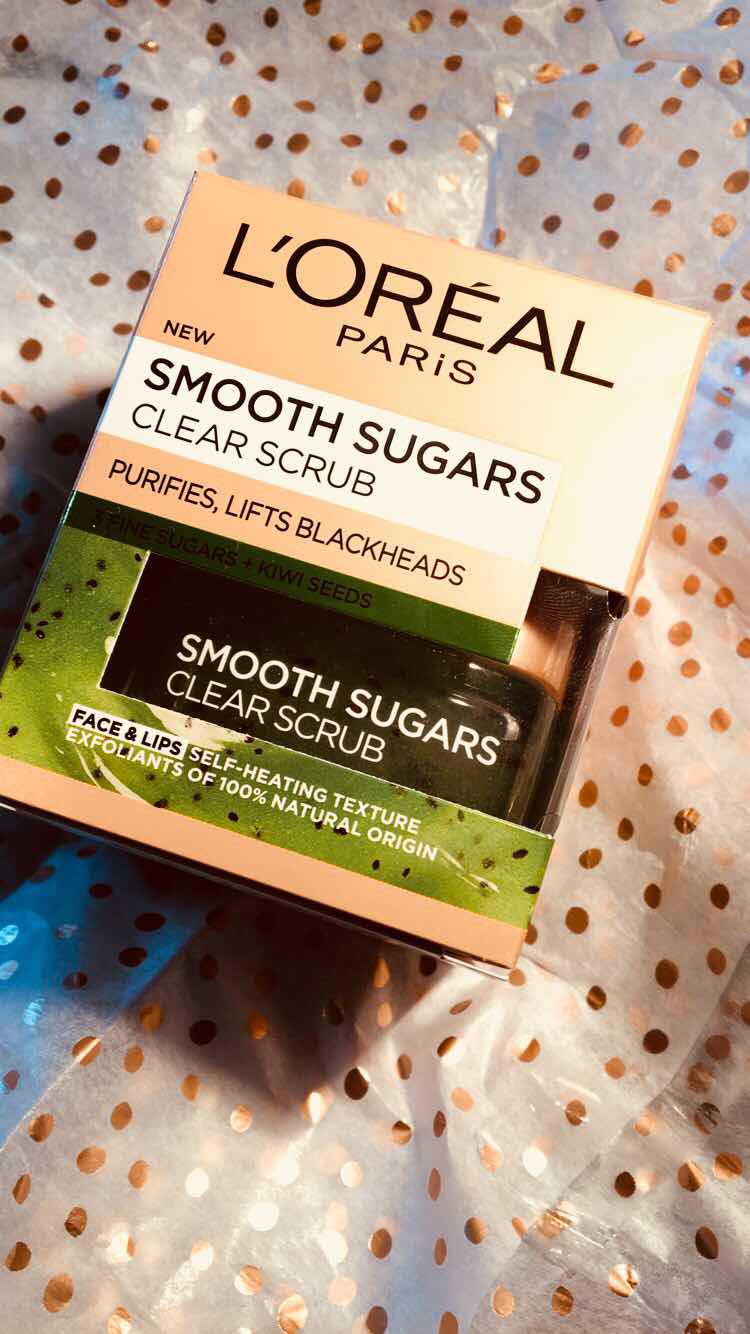 L'ORÉAL
PARiS
NEW
SMOOTH SUGARS
CLEAR SCRUB
PURIFIES, LIFTS BLACKHEADS
3 FINE SUGARS + KIWI SEEDS
SMOOTH SUGARS
CLEAR SCRUB
FACE & LIPS SELF-HEATING TEXTURE
EXFOLIANTS OF 100% NATURAL ORIGIN